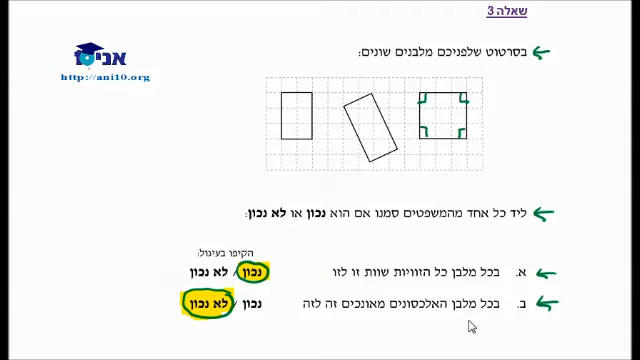 שאלה 3
אני10
http://ani10.org
בסרטוט שלפניכם מלבנים שונים:
ליד כל אחד מהמשפטים סמנו אם הוא נכון או לא נכון:
הקיפו בעיגול:
א. בכל מלבן כל הזוויות שוות זו לזו נכון / לא נכון
ב. בכל מלבן האלכסונים מאונכים זה לזה נכון / לא נכון